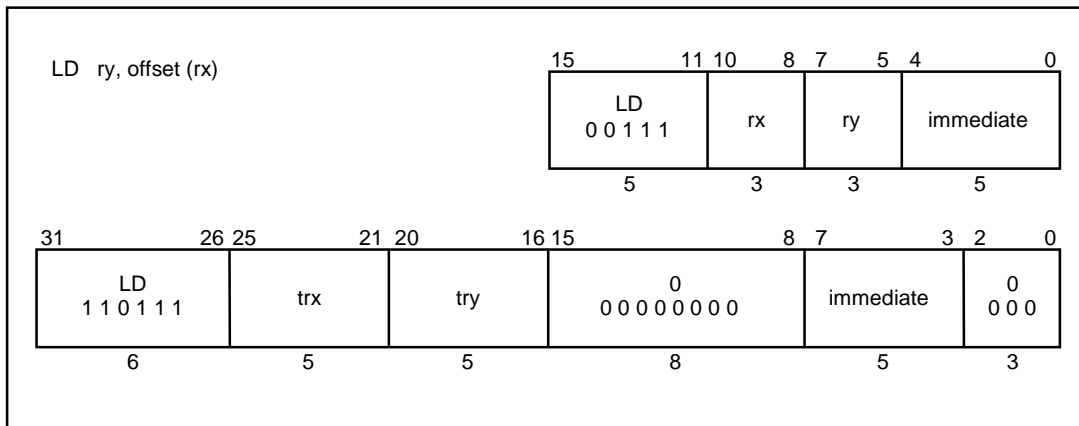 LD ry, offset (rx)
15 11 10 8 7 5 4 0
LD rx ry immediate
0 0 1 1 1
5 3 3 5
31 26 25 21 20 16 15 8 7 3 2 0
LD trx try 0 immediate 0
1 1 0 1 1 1 0 0 0 0 0 0 0 0 0 0 0
6 5 5 8 5 3